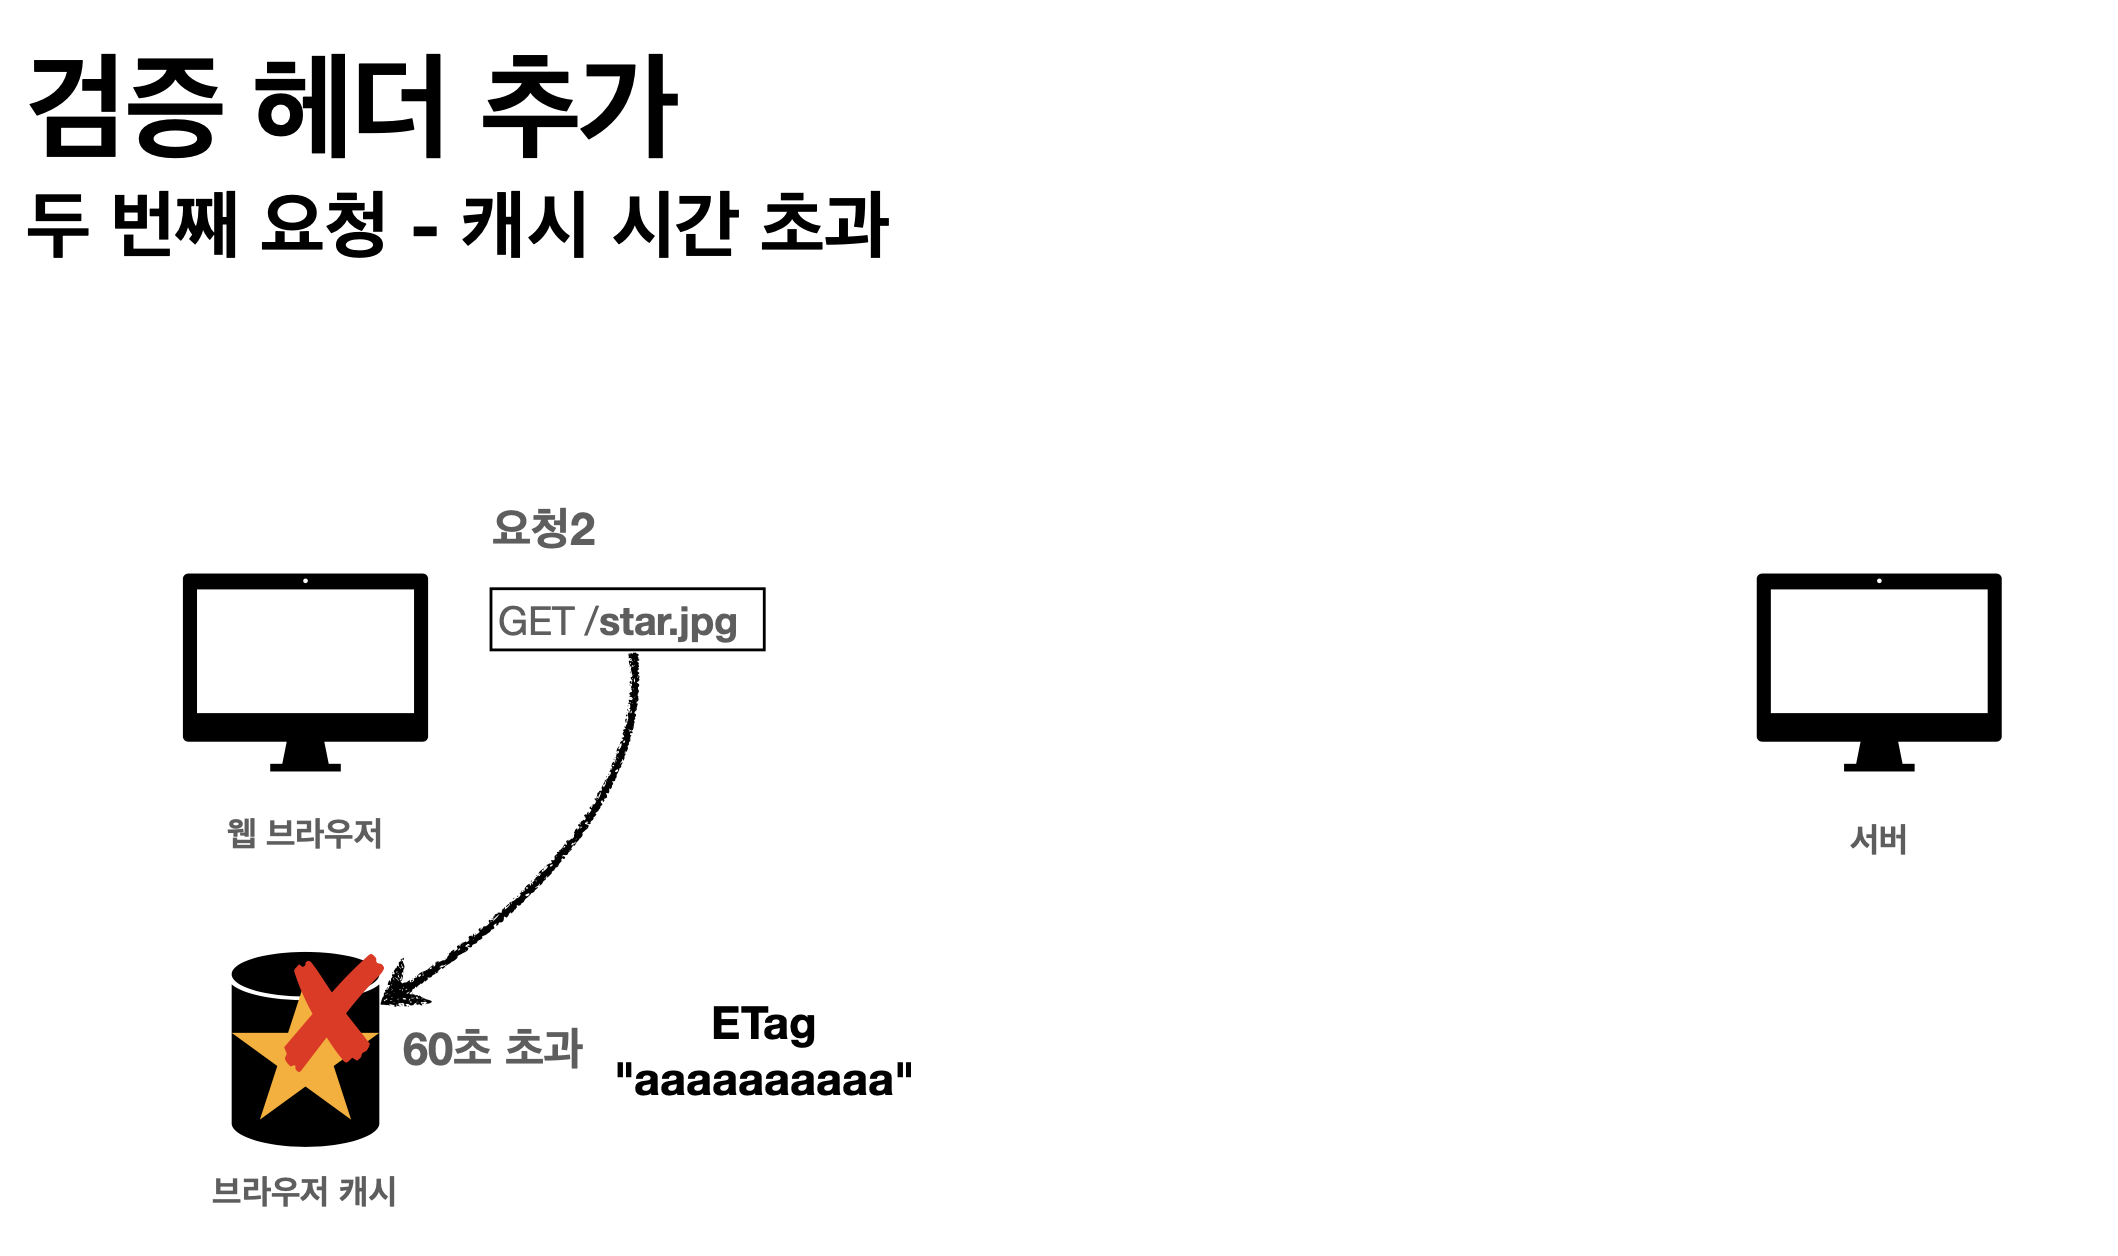 검증 헤더 추가
두 번째 요청 - 캐시 시간 초과
요청2
GET /star.jpg
웹 브라우저
서버
60초 초과
ETag
"aaaaaaaaaa"
브라우저 캐시